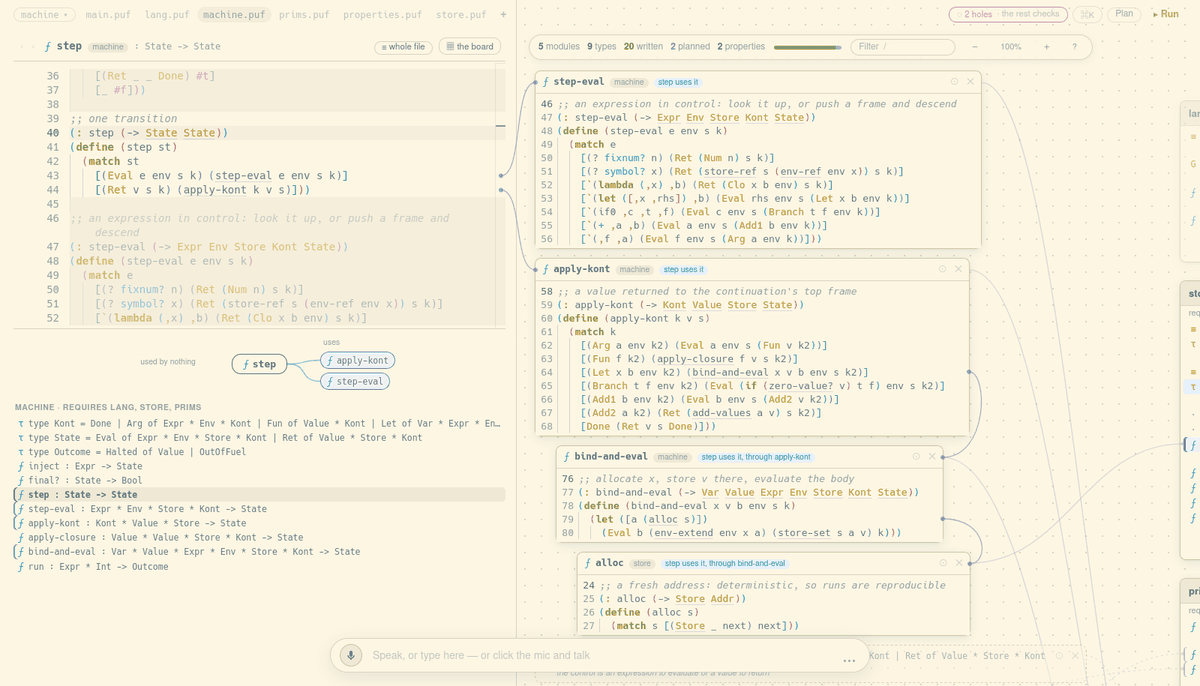 machine ▾ main.puf lang.puf machine.puf prims.puf properties.puf store.puf +
2 holes · the rest checks ⌘K Plan ▸ Run
ƒ step machine : State -> State
a whole file the board
36 [(Ret _ _ Done) #t]
37 [_ #f]))
38
39 ;; one transition
40 (: step (-> State State))
41 (define (step st)
42 (match st
43 [(Eval e env s k) (step-eval e env s k)]
44 [(Ret v s k) (apply-kont k v s)]))
45
46 ;; an expression in control: look it up, or push a frame and
descend
47 (: step-eval (-> Expr Env Store Kont State))
48 (define (step-eval e env s k)
49 (match e
50 [(? fixnum? n) (Ret (Num n) s k)]
51 [(? symbol? x) (Ret (store-ref s (env-ref env x)) s k)]
52 [`(lambda (,x) ,b) (Ret (Clo x b env) s k)]
used by nothing
ƒ step
uses
ƒ apply-kont
ƒ step-eval
MACHINE · REQUIRES LANG, STORE, PRIMS
τ type Kont = Done | Arg of Expr * Env * Kont | Fun of Value * Kont | Let of Var * Expr * En…
τ type State = Eval of Expr * Env * Store * Kont | Ret of Value * Store * Kont
τ type Outcome = Halted of Value | OutOfFuel
ƒ inject : Expr -> State
ƒ final? : State -> Bool
ƒ step : State -> State
ƒ step-eval : Expr * Env * Store * Kont -> State
ƒ apply-kont : Kont * Value * Store -> State
ƒ apply-closure : Value * Value * Store * Kont -> State
ƒ bind-and-eval : Var * Value * Expr * Env * Store * Kont -> State
ƒ run : Expr * Int -> Outcome
5 modules 9 types 20 written 2 planned 2 properties
Filter /
− 100% + ?
ƒ step-eval machine step uses it
46 ;; an expression in control: look it up, or push a frame and descend
47 (: step-eval (-> Expr Env Store Kont State))
48 (define (step-eval e env s k)
49 (match e
50 [(? fixnum? n) (Ret (Num n) s k)]
51 [(? symbol? x) (Ret (store-ref s (env-ref env x)) s k)]
52 [`(lambda (,x) ,b) (Ret (Clo x b env) s k)]
53 [`(let ([,x ,rhs]) ,b) (Eval rhs env s (Let x b env k))]
54 [`(if0 ,c ,t ,f) (Eval c env s (Branch t f env k))]
55 [`(+ ,a ,b) (Eval a env s (Add1 b env k))]
56 [`(,f ,a) (Eval f env s (Arg a env k))]))
ƒ apply-kont machine step uses it
58 ;; a value returned to the continuation's top frame
59 (: apply-kont (-> Kont Value Store State))
60 (define (apply-kont k v s)
61 (match k
62 [(Arg a env k2) (Eval a env s (Fun v k2))]
63 [(Fun f k2) (apply-closure f v s k2)]
64 [(Let x b env k2) (bind-and-eval x v b env s k2)]
65 [(Branch t f env k2) (Eval (if (zero-value? v) t f) env s k2)]
66 [(Add1 b env k2) (Eval b env s (Add2 v k2))]
67 [(Add2 a k2) (Ret (add-values a v) s k2)]
68 [Done (Ret v s Done)]))
ƒ bind-and-eval machine step uses it, through apply-kont
76 ;; allocate x, store v there, evaluate the body
77 (: bind-and-eval (-> Var Value Expr Env Store Kont State))
78 (define (bind-and-eval x v b env s k)
79 (let ([a (alloc s)])
80 (Eval b (env-extend env x a) (store-set s a v) k)))
ƒ alloc store step uses it, through bind-and-eval
24 ;; a fresh address: deterministic, so runs are reproducible
25 (: alloc (-> Store Addr))
26 (define (alloc s)
27 (match s [(Store _ next) next]))
Kont | Ret of Value * Store * Kont
Speak, or type here — or click the mic and talk ...